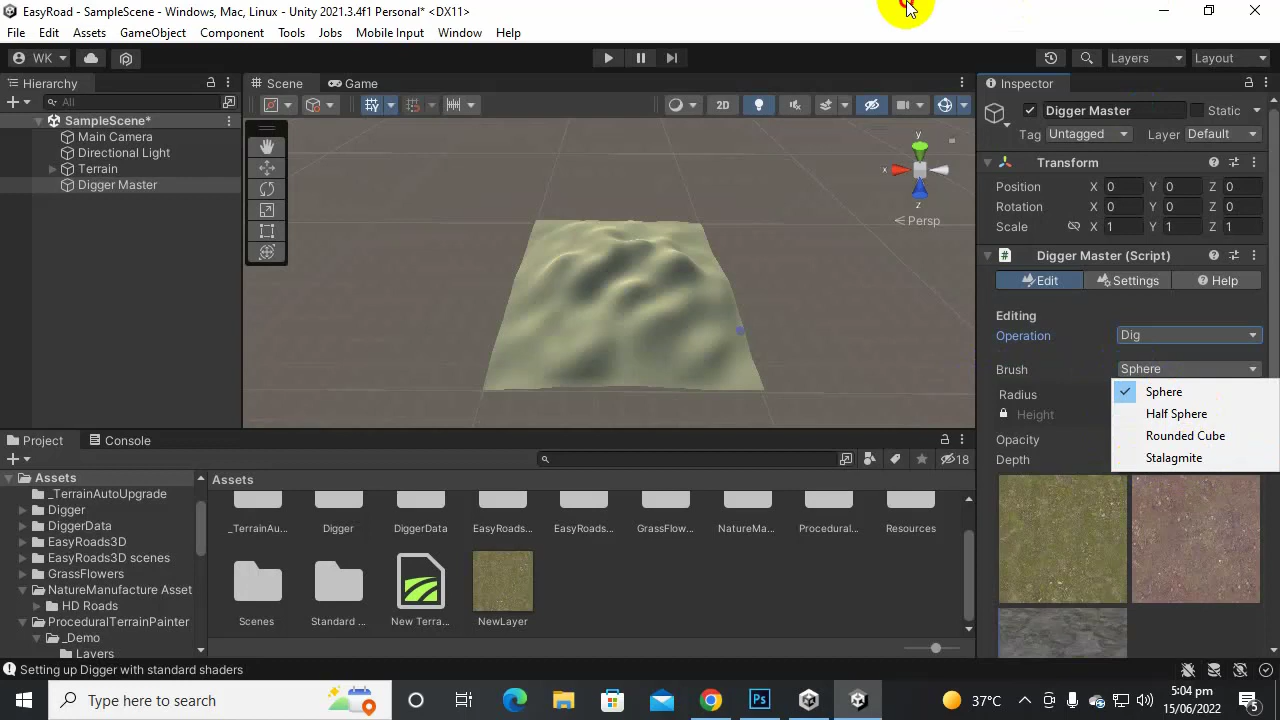 EasyRoad - SampleScene - Windows, Mac, Linux - Unity 2021.3.4f1 Personal* <DX11>
File Edit Assets GameObject Component Tools Jobs Mobile Input Window Help
WK Layers Layout
Hierarchy Scene Game Inspector
All
SampleScene*
Main Camera
Directional Light
Terrain
Digger Master
2D
y
x
z
Persp
Digger Master Static
Tag Untagged Layer Default
Transform
Position X 0 Y 0 Z 0
Rotation X 0 Y 0 Z 0
Scale X 1 Y 1 Z 1
Digger Master (Script)
Edit Settings Help
Editing
Operation Dig
Brush Sphere
Radius
Height
Opacity
Depth
Sphere
Half Sphere
Rounded Cube
Stalagmite
Project Console
18
Assets
_TerrainAutoUpgrade
Digger
DiggerData
EasyRoads3D
EasyRoads3D scenes
GrassFlowers
NatureManufacture Asset
HD Roads
ProceduralTerrainPainter
_Demo
Layers
Assets
_TerrainAu... Digger DiggerData EasyRoads... EasyRoads... GrassFlow... NatureMa... Procedural... Resources
Scenes Standard ... New Terra... NewLayer
Setting up Digger with standard shaders
Type here to search
37°C
5:04 pm
15/06/2022
5